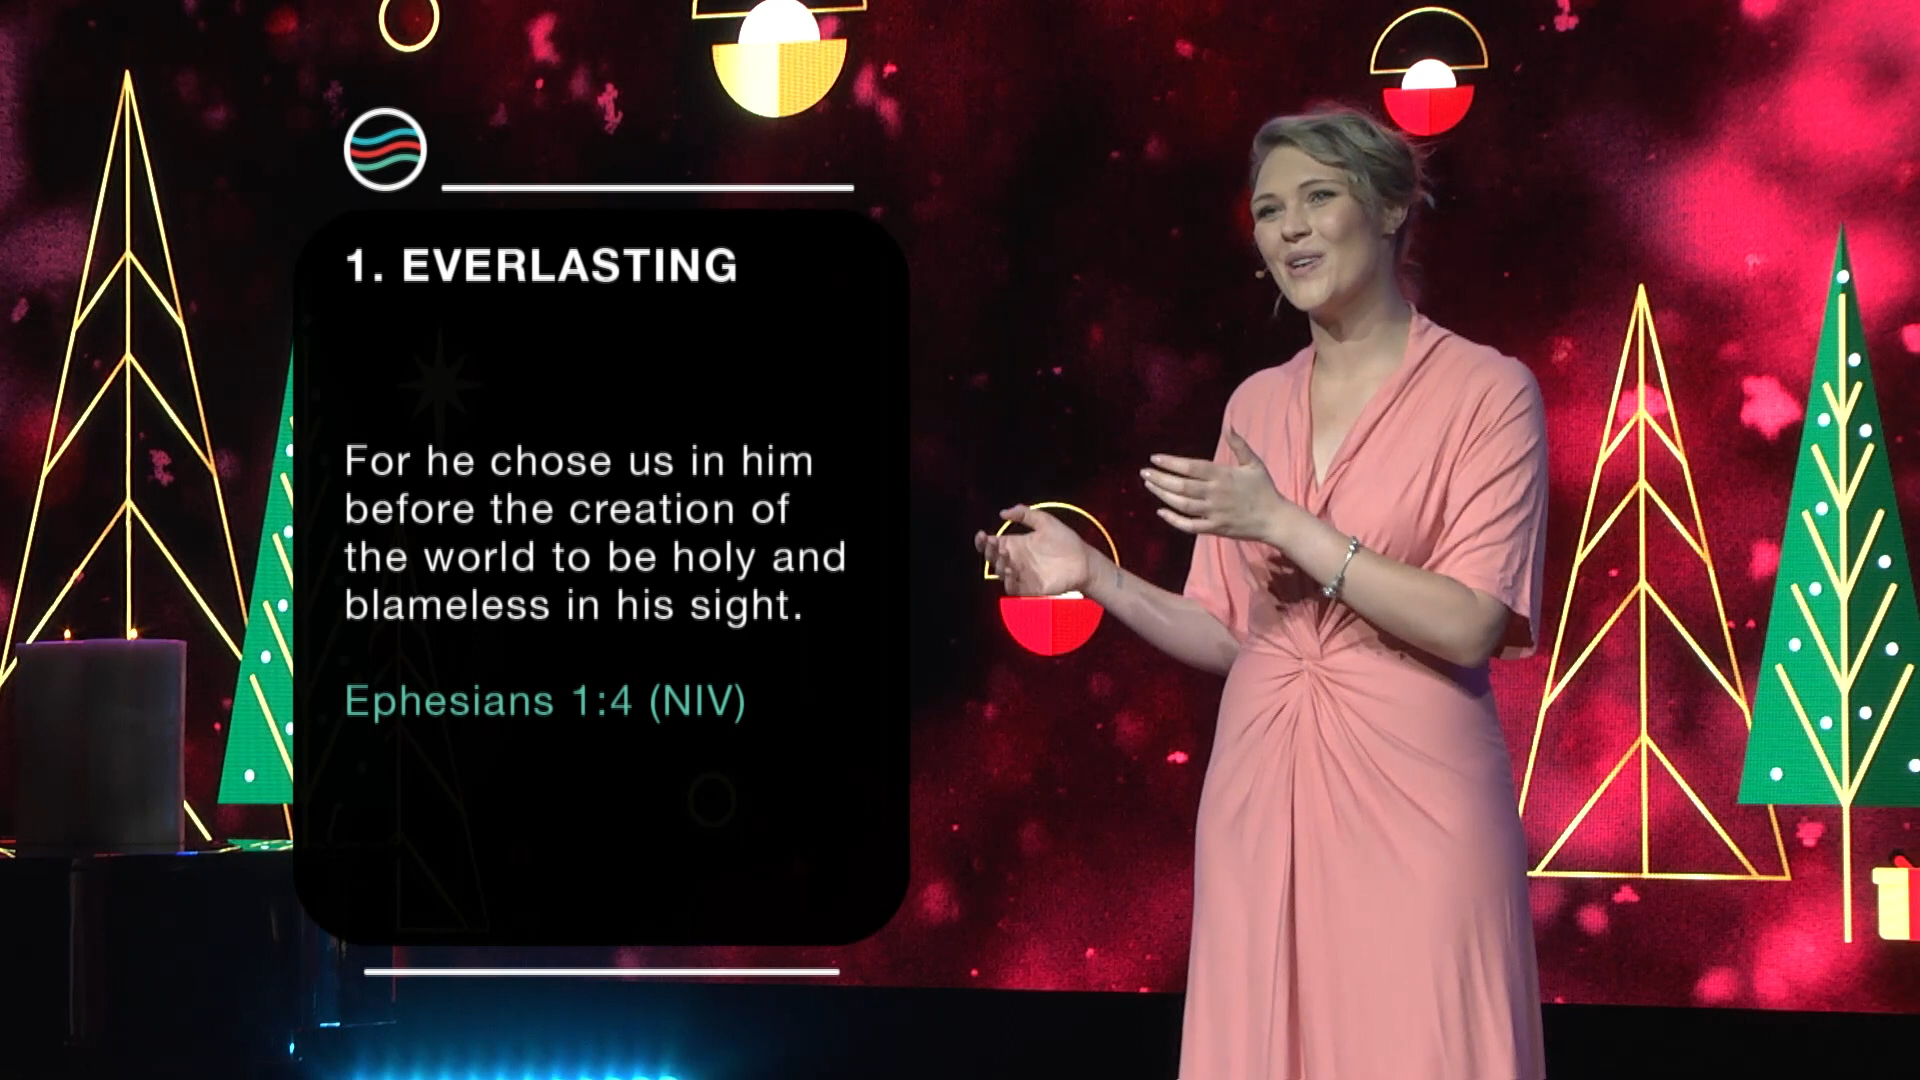 1. EVERLASTING
For he chose us in him
before the creation of
the world to be holy and
blameless in his sight.
Ephesians 1:4 (NIV)